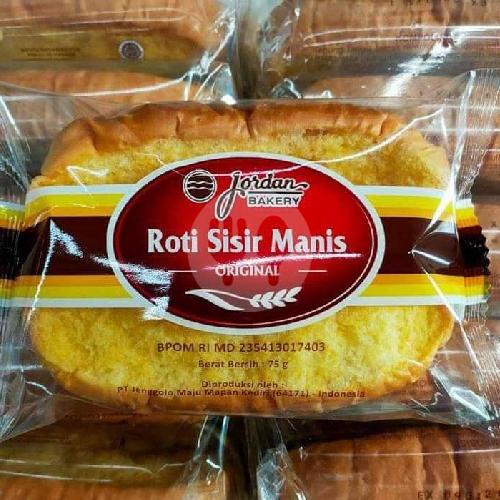 Jordan
BAKERY
Roti Sisir Manis
ORIGINAL
BPOM RI MD 235413017403
Berat Bersih : 75 g
Diproduksi oleh :
PT Jenggolo Maju Mapan Kediri (64171) - Indonesia